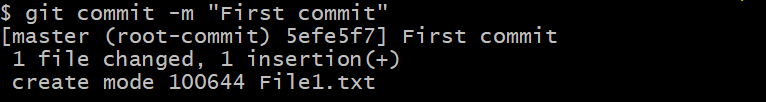 $ git commit -m "First commit"
[master (root-commit) 5efe5f7] First commit
 1 file changed, 1 insertion(+)
 create mode 100644 File1.txt